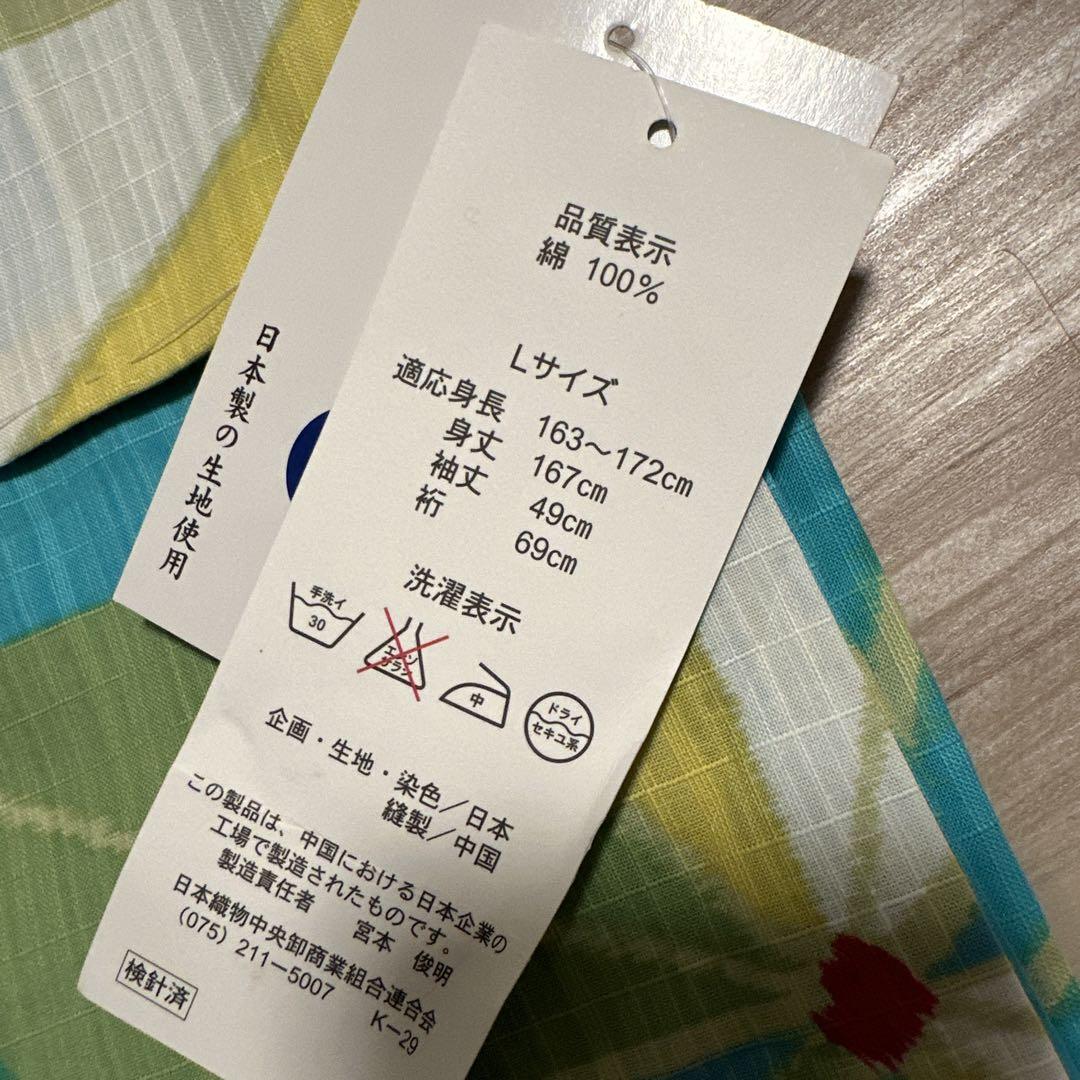 日本製の生地使用
品質表示
綿 100%
Lサイズ
適応身長 163～172cm
身丈 167cm
袖丈 49cm
裄 69cm
洗濯表示
手洗イ
30
エンソ
サラシ
中
ドライ
セキユ系
企画・生地・染色／日本
縫製／中国
この製品は、中国における日本企業の
工場で製造されたものです。
製造責任者 宮本 俊明
日本織物中央卸商業組合連合会
(075) 211－5007
K－29
検針済